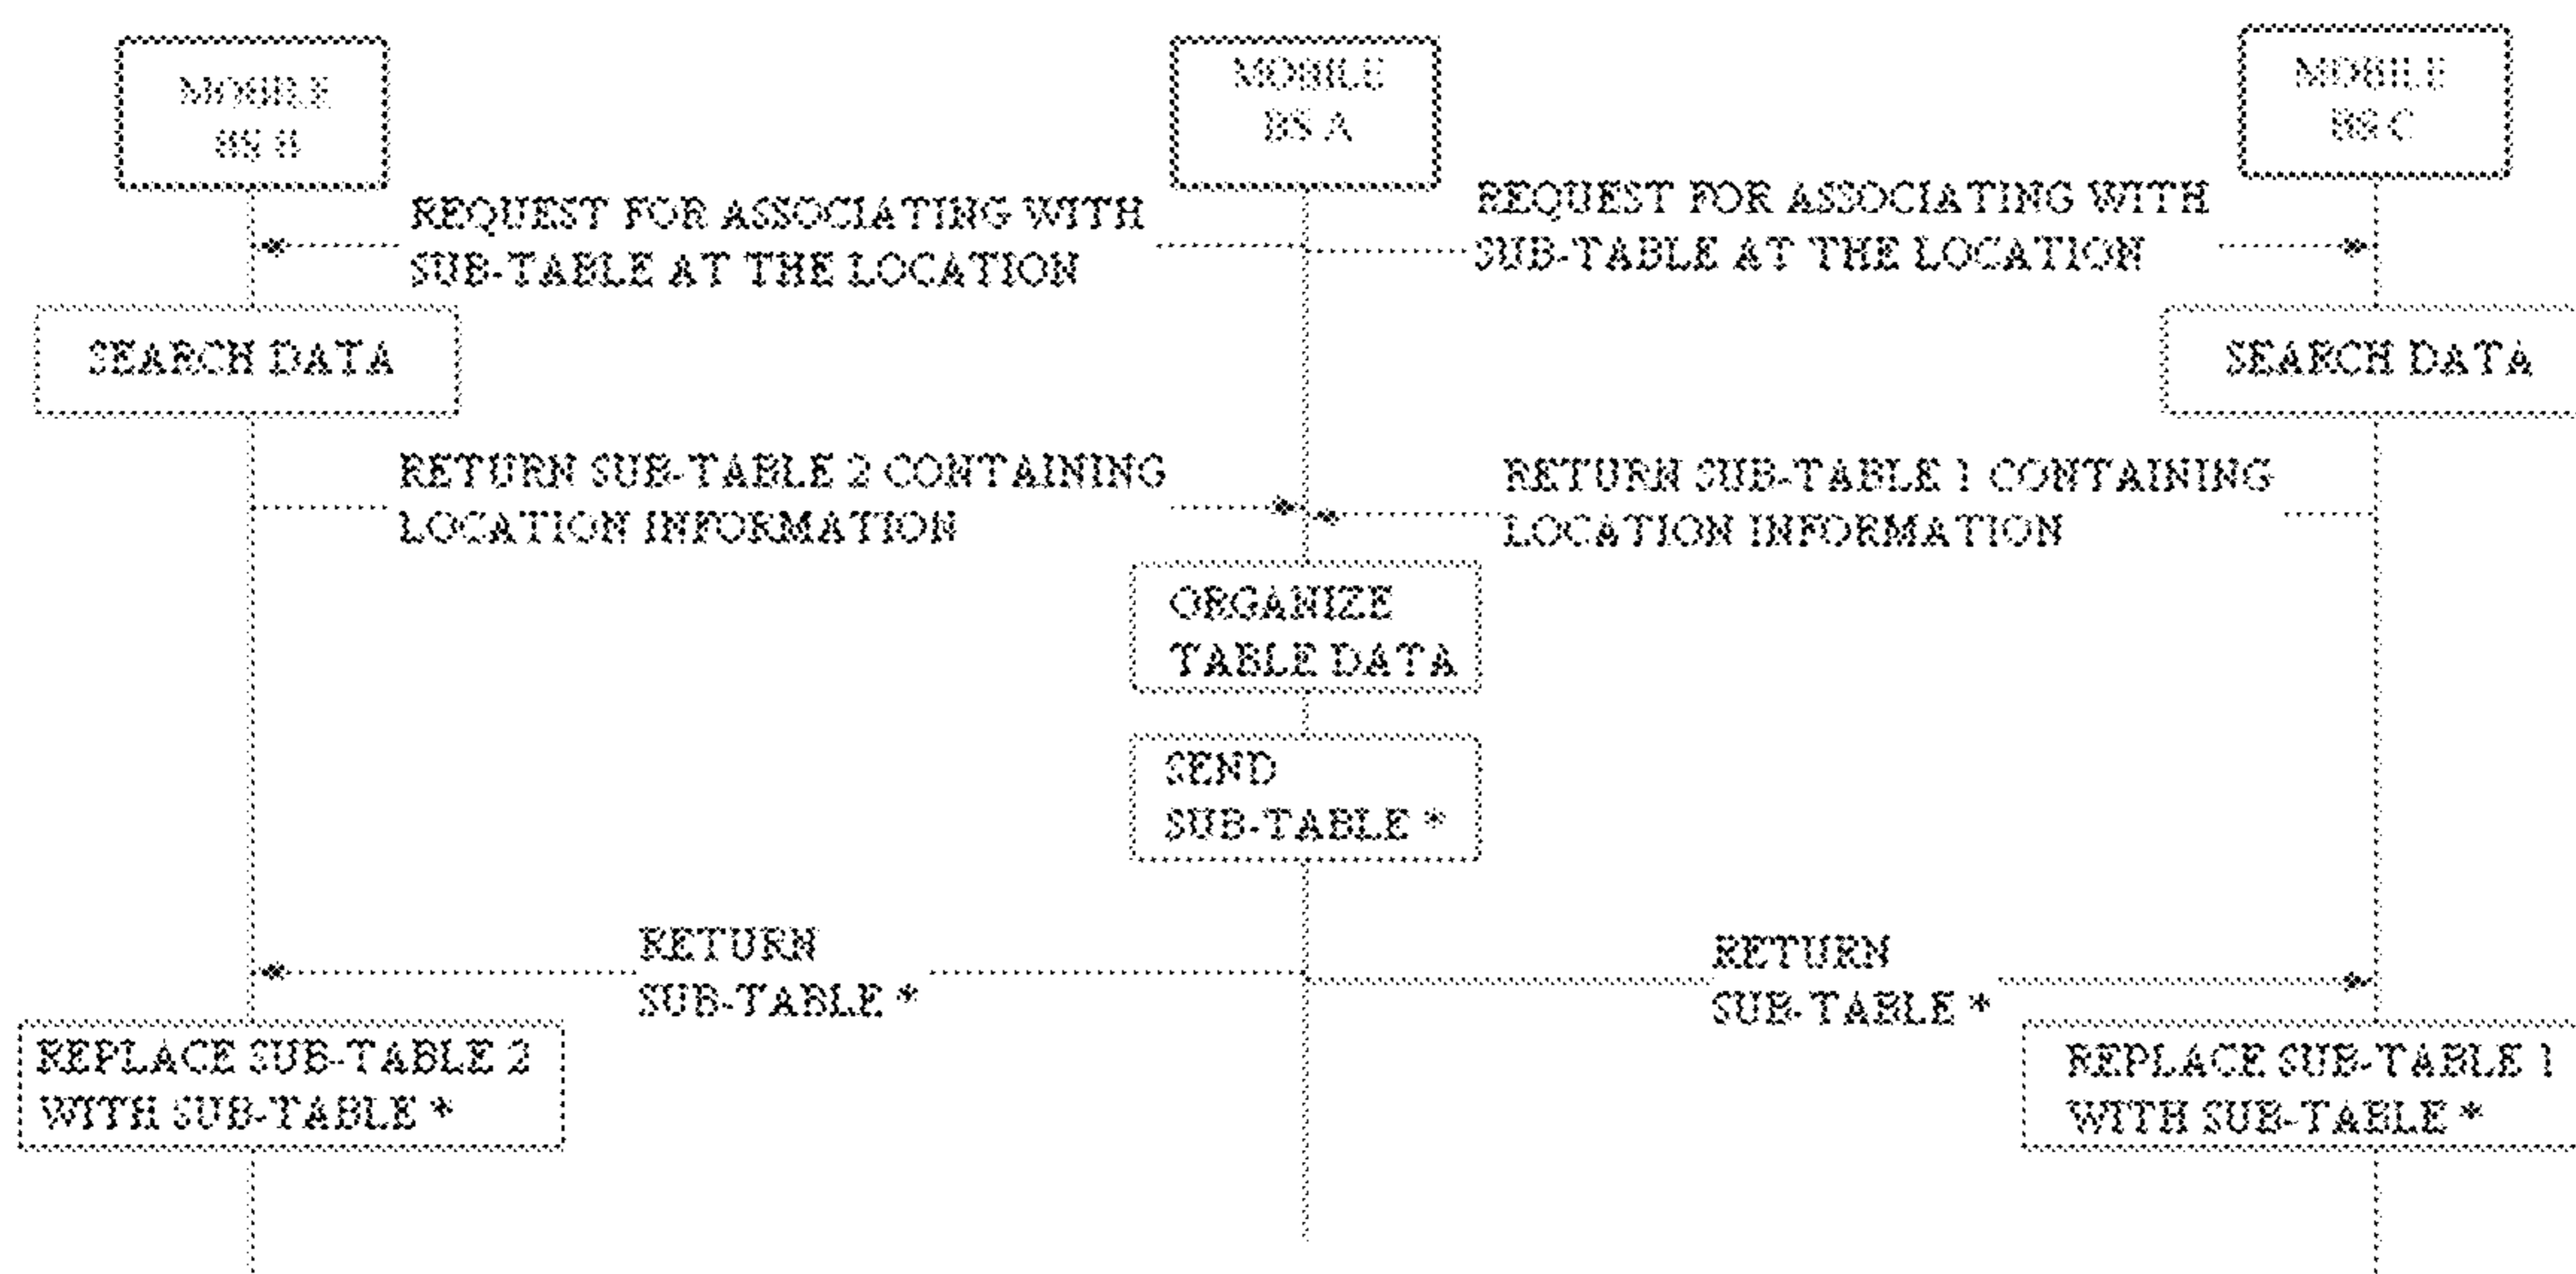 MOBILE
BS B
MOBILE
BS A
MOBILE
BS C
REQUEST FOR ASSOCIATING WITH
SUB-TABLE AT THE LOCATION
REQUEST FOR ASSOCIATING WITH
SUB-TABLE AT THE LOCATION
SEARCH DATA
SEARCH DATA
RETURN SUB-TABLE 2 CONTAINING
LOCATION INFORMATION
RETURN SUB-TABLE 1 CONTAINING
LOCATION INFORMATION
ORGANIZE
TABLE DATA
SEND
SUB-TABLE *
RETURN
SUB-TABLE *
RETURN
SUB-TABLE *
REPLACE SUB-TABLE 2
WITH SUB-TABLE *
REPLACE SUB-TABLE 1
WITH SUB-TABLE *